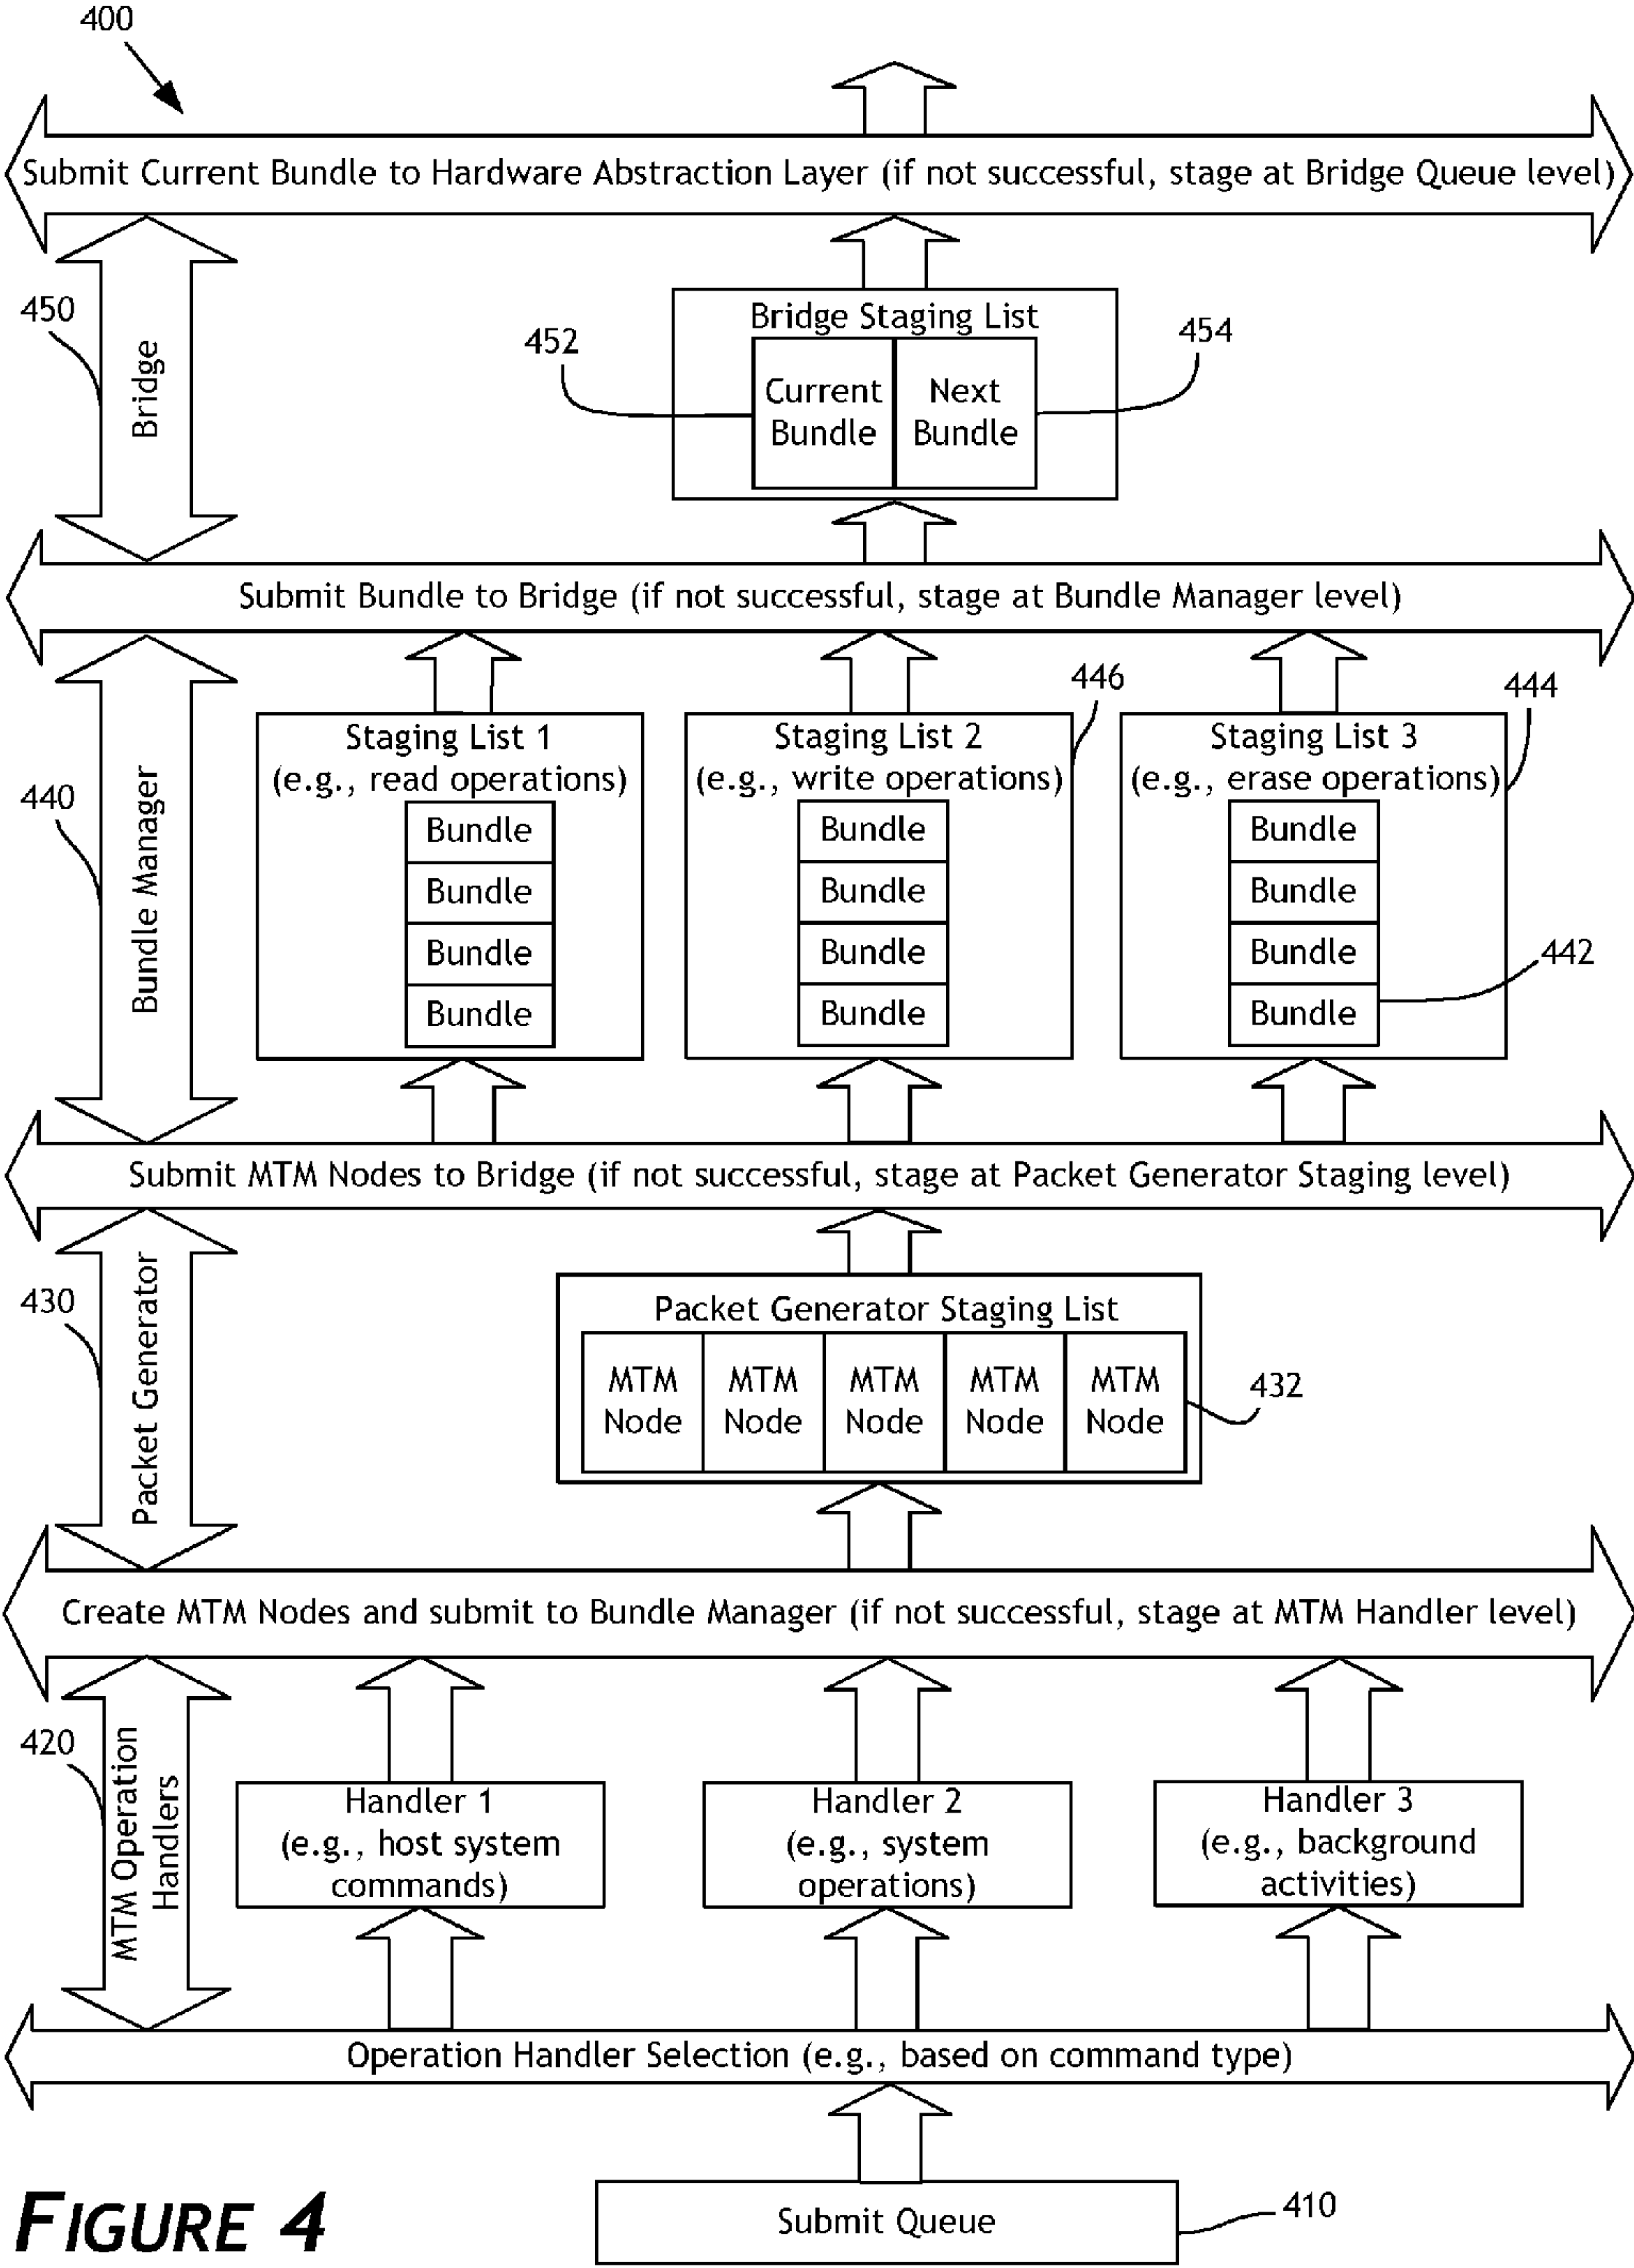 400
Submit Current Bundle to Hardware Abstraction Layer (if not successful, stage at Bridge Queue level)
450
Bridge
Bridge Staging List
452
454
Current
Bundle
Next
Bundle
Submit Bundle to Bridge (if not successful, stage at Bundle Manager level)
440
Bundle Manager
446
444
Staging List 1
(e.g., read operations)
Bundle
Bundle
Bundle
Bundle
Staging List 2
(e.g., write operations)
Bundle
Bundle
Bundle
Bundle
Staging List 3
(e.g., erase operations)
Bundle
Bundle
Bundle
Bundle
442
Submit MTM Nodes to Bridge (if not successful, stage at Packet Generator Staging level)
430
Packet Generator
Packet Generator Staging List
MTM
Node
MTM
Node
MTM
Node
MTM
Node
MTM
Node
432
Create MTM Nodes and submit to Bundle Manager (if not successful, stage at MTM Handler level)
420
MTM Operation
Handlers
Handler 1
(e.g., host system
commands)
Handler 2
(e.g., system
operations)
Handler 3
(e.g., background
activities)
Operation Handler Selection (e.g., based on command type)
Submit Queue
410
FIGURE 4